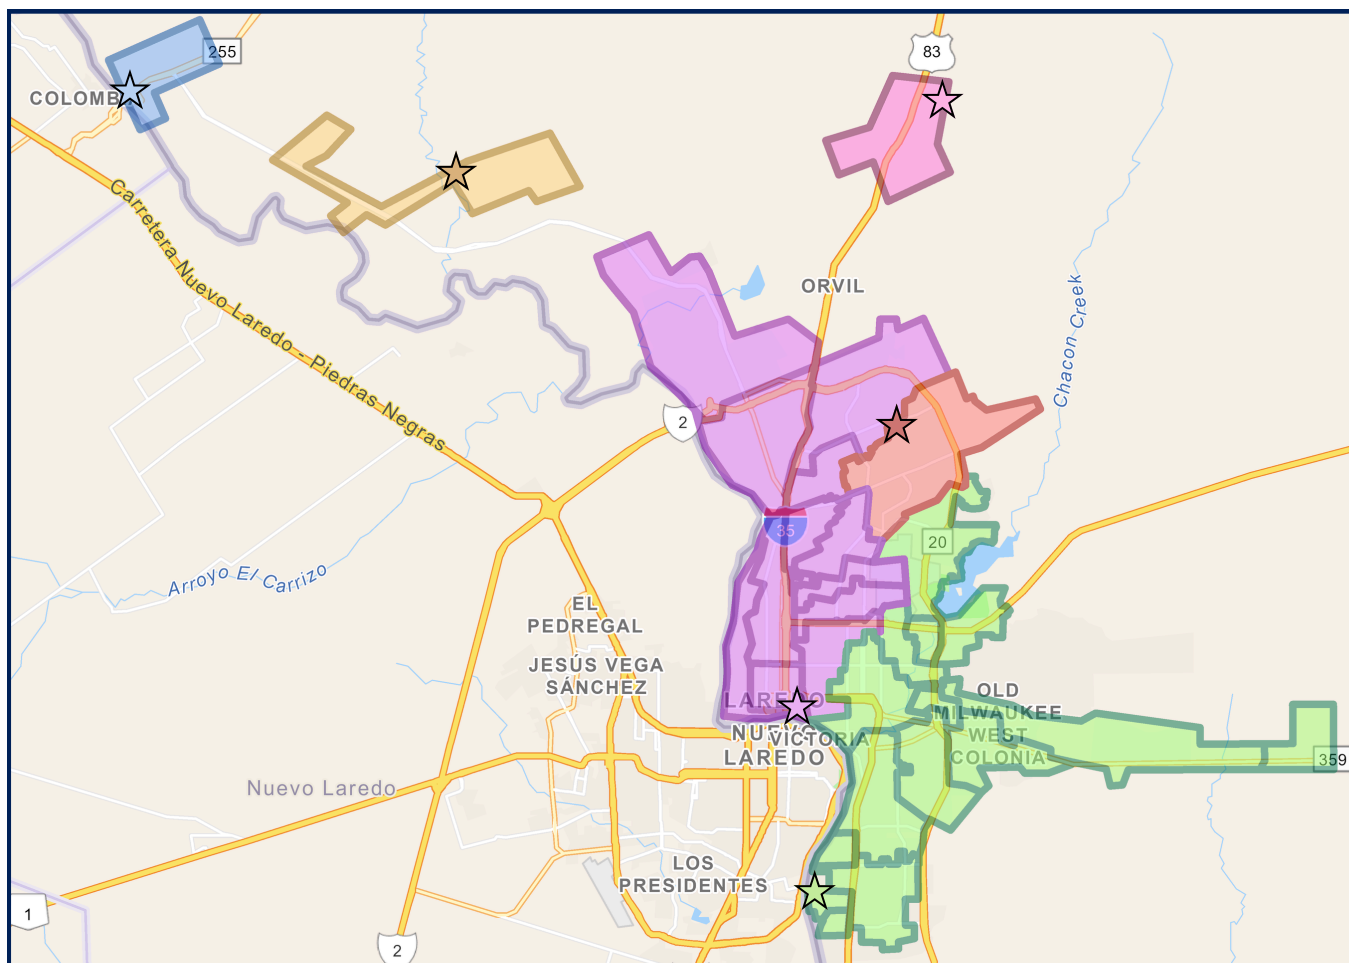 255
83
COLOMB
Carretera Nuevo Laredo - Piedras Negras
ORVIL
Chacon Creek
2
35
20
Arroyo El Carrizo
EL
PEDREGAL
JESÚS VEGA
SÁNCHEZ
LAREDO
OLD
MILWAUKEE
WEST
COLONIA
NUEVO
LAREDO
VICTORIA
359
Nuevo Laredo
LOS
PRESIDENTES
1
2